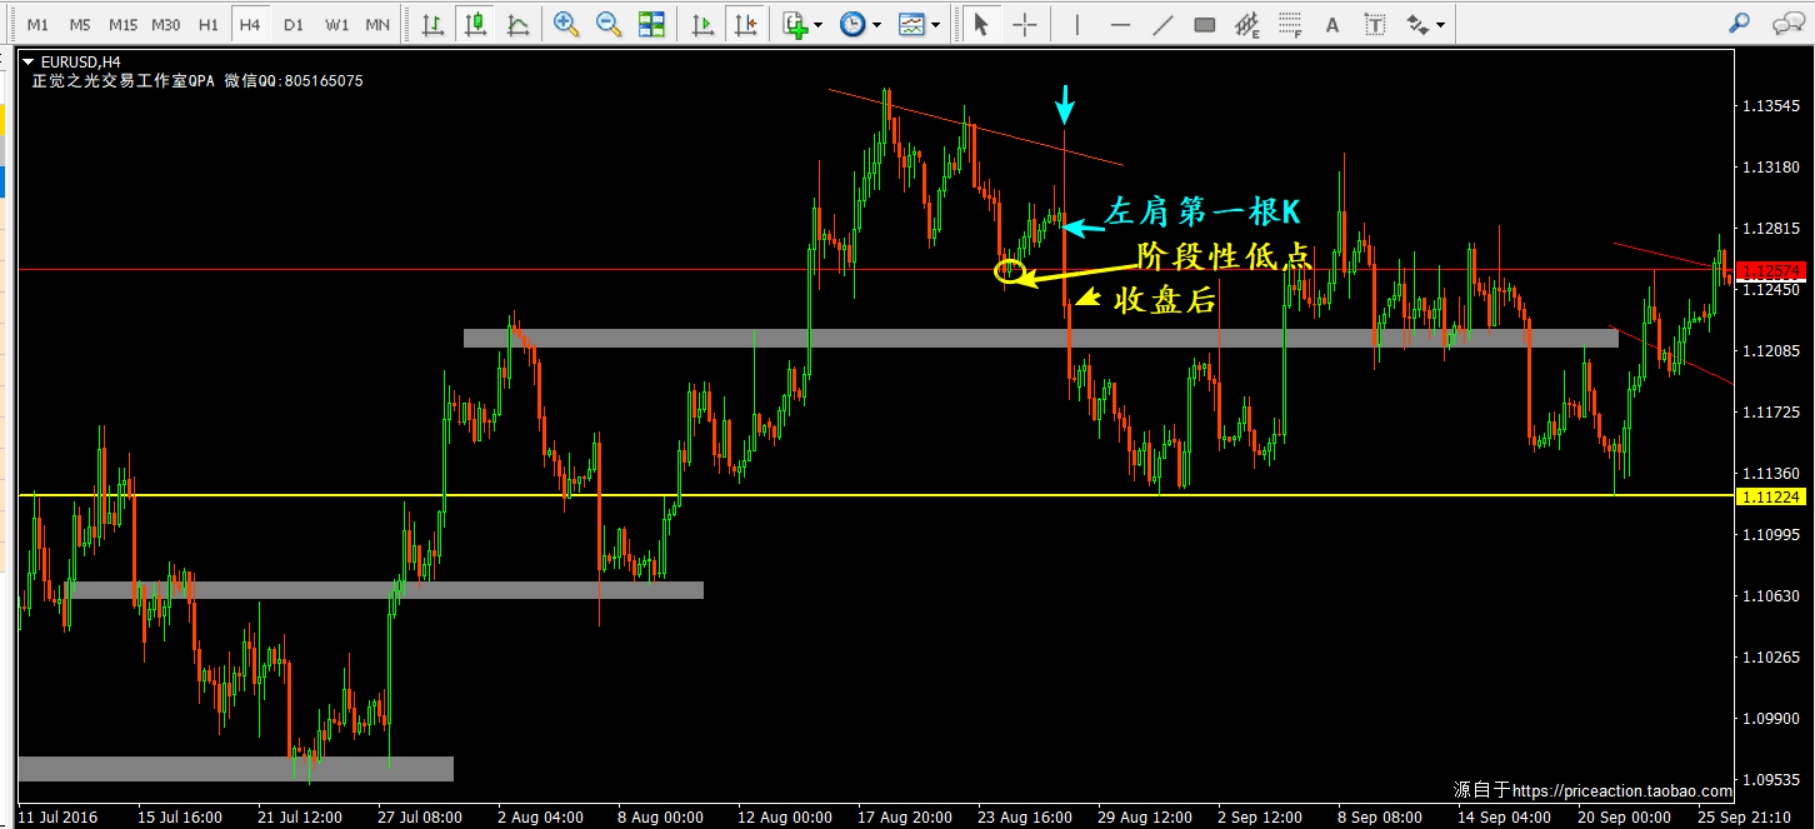 M1 M5 M15 M30 H1 H4 D1 W1 MN
E F A T
EURUSD,H4
正觉之光交易工作室QPA 微信QQ:805165075
左肩第一根K
阶段性低点
收盘后
1.13545
1.13180
1.12815
1.12574
1.12450
1.12085
1.11725
1.11360
1.11224
1.10995
1.10630
1.10265
1.09900
1.09535
源自于https://priceaction.taobao.com
11 Jul 2016 15 Jul 16:00 21 Jul 12:00 27 Jul 08:00 2 Aug 04:00 8 Aug 00:00 12 Aug 00:00 17 Aug 20:00 23 Aug 16:00 29 Aug 12:00 2 Sep 12:00 8 Sep 08:00 14 Sep 04:00 20 Sep 00:00 25 Sep 21:10